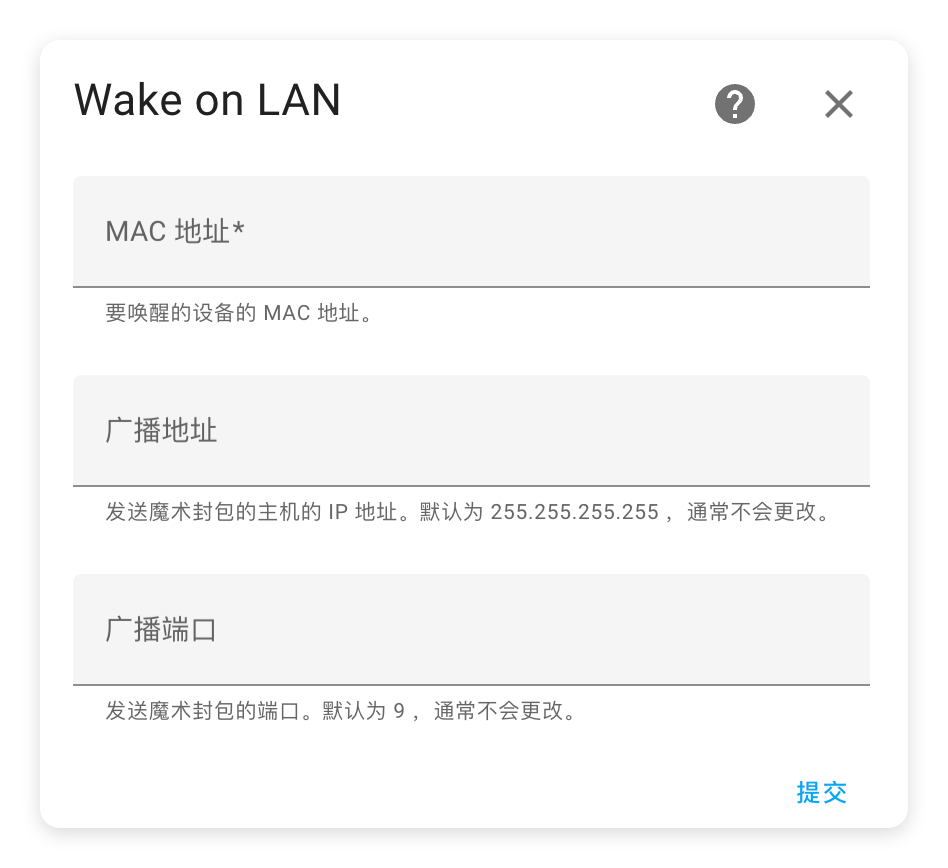 Wake on LAN
MAC 地址*
要唤醒的设备的 MAC 地址。
广播地址
发送魔术封包的主机的 IP 地址。默认为 255.255.255.255 ，通常不会更改。
广播端口
发送魔术封包的端口。默认为 9 ，通常不会更改。
提交